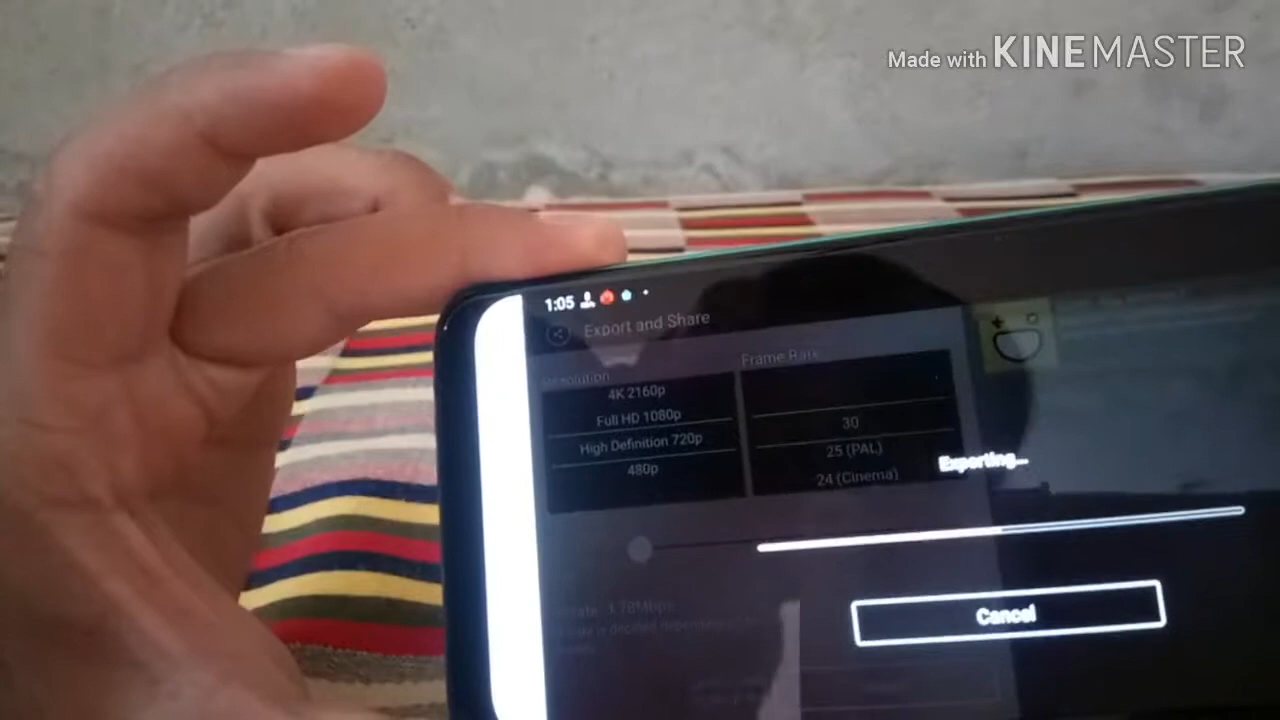 Made with KINEMASTER
1:05
Export and Share
Resolution
Frame Rate
4K 2160p
Full HD 1080p
High Definition 720p
480p
30
25 (PAL)
24 (Cinema)
Exporting...
Cancel